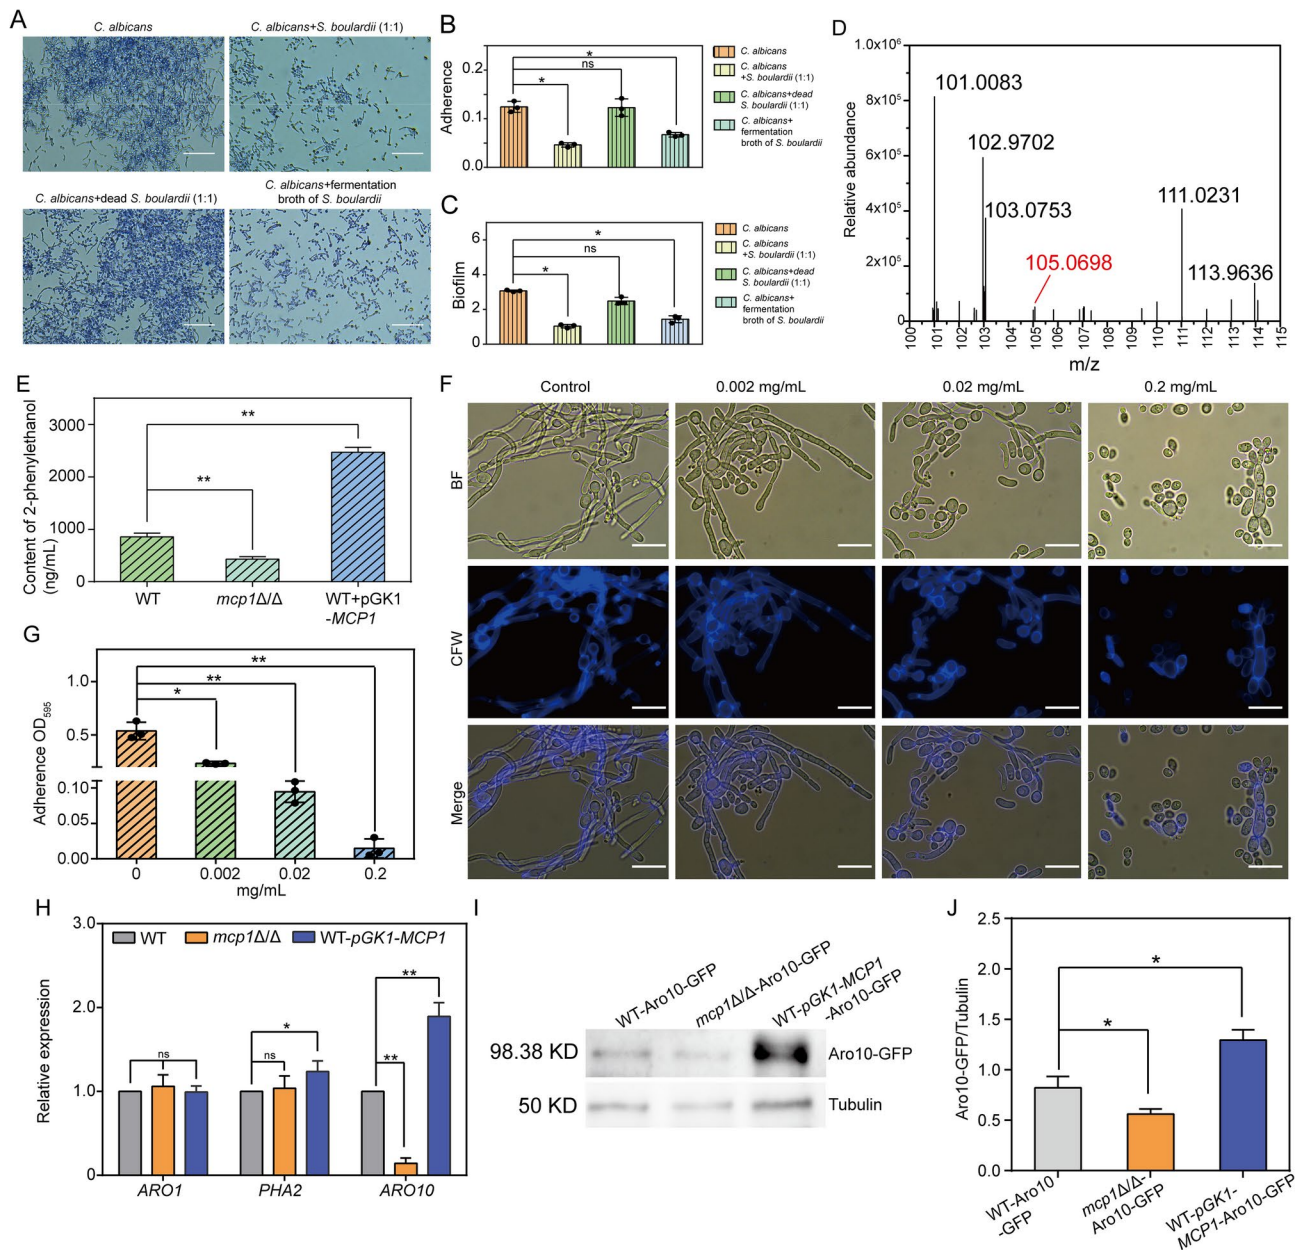 A
C. albicans
C. albicans+S. boulardii (1:1)
C. albicans+dead S. boulardii (1:1)
C. albicans+fermentation
broth of S. boulardii
B
Adherence
0.2
0.1
0.0
*
ns
*
C. albicans
C. albicans
+S. boulardii (1:1)
C. albicans+dead
S. boulardii (1:1)
C. albicans+
fermentation
broth of S. boulardii
C
Biofilm
6
4
2
0
*
ns
*
C. albicans
C. albicans
+S. boulardii (1:1)
C. albicans+dead
S. boulardii (1:1)
C. albicans+
fermentation
broth of S. boulardii
D
Relative abundance
1.0x10⁶
8x10⁵
6x10⁵
4x10⁵
2x10⁵
0
101.0083
102.9702
103.0753
105.0698
111.0231
113.9636
100 101 102 103 104 105 106 107 108 109 110 111 112 113 114 115
m/z
E
Content of 2-phenylethanol
(ng/mL)
3000
2000
1000
0
**
**
WT
mcp1Δ/Δ
WT+pGK1
-MCP1
F
Control
0.002 mg/mL
0.02 mg/mL
0.2 mg/mL
BF
CFW
Merge
G
Adherence OD₅₉₅
1.0
0.5
0.10
0.05
0.00
**
**
*
0 0.002 0.02 0.2
mg/mL
H
Relative expression
3.0
2.0
1.0
0
WT mcp1Δ/Δ WT-pGK1-MCP1
ns
*
ns
**
**
ARO1 PHA2 ARO10
I
WT-Aro10-GFP
mcp1Δ/Δ-Aro10-GFP
WT-pGK1-MCP1
-Aro10-GFP
98.38 KD
Aro10-GFP
50 KD
Tubulin
J
Aro10-GFP/Tubulin
2.5
2.0
1.5
1.0
0.5
0.0
*
*
WT-Aro10
-GFP
mcp1Δ/Δ-
Aro10-GFP
WT-pGK1-
MCP1-Aro10-GFP